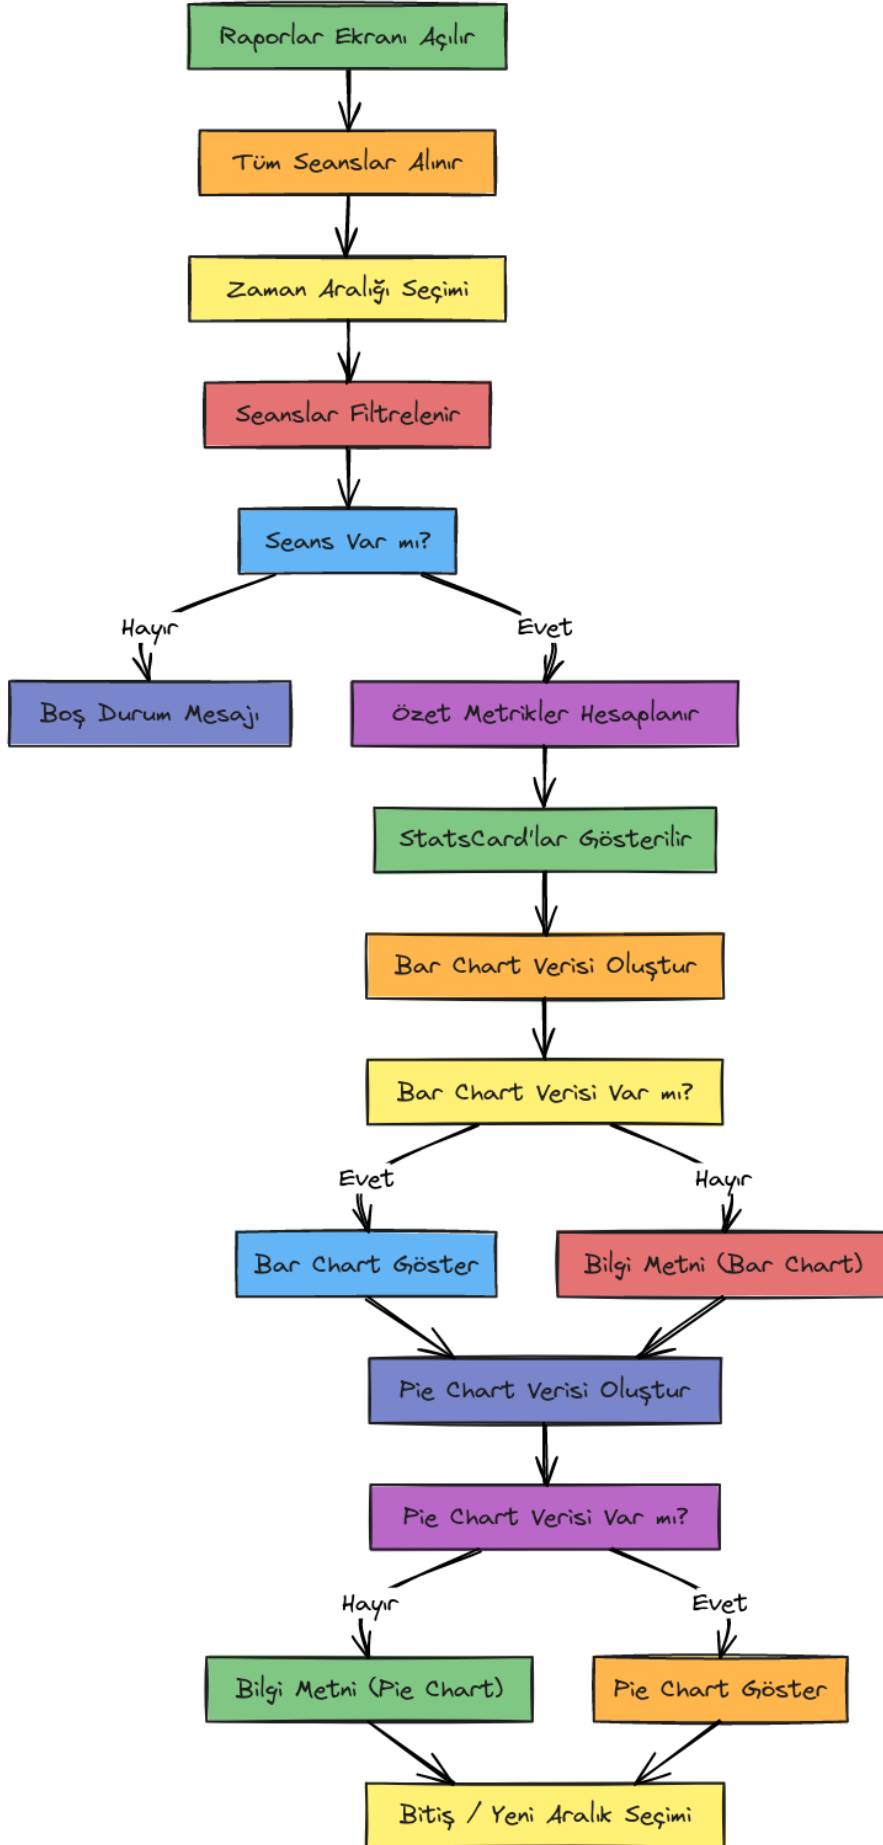 Raporlar Ekranı Açılır
Tüm Seanslar Alınır
Zaman Aralığı Seçimi
Seanslar Filtrelenir
Seans Var mı?
Hayır
Evet
Boş Durum Mesajı
Özet Metrikler Hesaplanır
StatsCard'lar Gösterilir
Bar Chart Verisi Oluştur
Bar Chart Verisi Var mı?
Evet
Hayır
Bar Chart Göster
Bilgi Metni (Bar Chart)
Pie Chart Verisi Oluştur
Pie Chart Verisi Var mı?
Hayır
Evet
Bilgi Metni (Pie Chart)
Pie Chart Göster
Bitiş / Yeni Aralık Seçimi